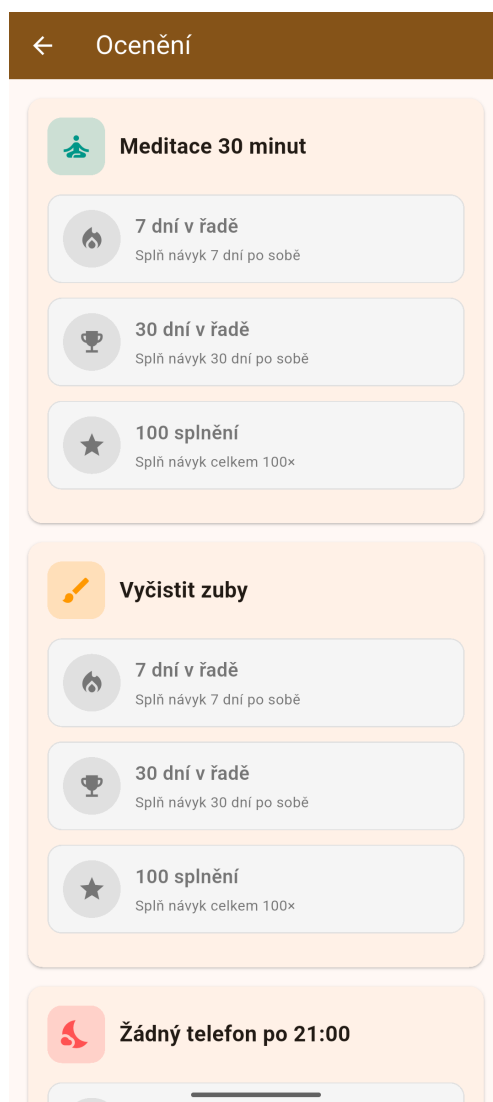 Ocenění
Meditace 30 minut
7 dní v řadě
Splň návyk 7 dní po sobě
30 dní v řadě
Splň návyk 30 dní po sobě
100 splnění
Splň návyk celkem 100×
Vyčistit zuby
7 dní v řadě
Splň návyk 7 dní po sobě
30 dní v řadě
Splň návyk 30 dní po sobě
100 splnění
Splň návyk celkem 100×
Žádný telefon po 21:00